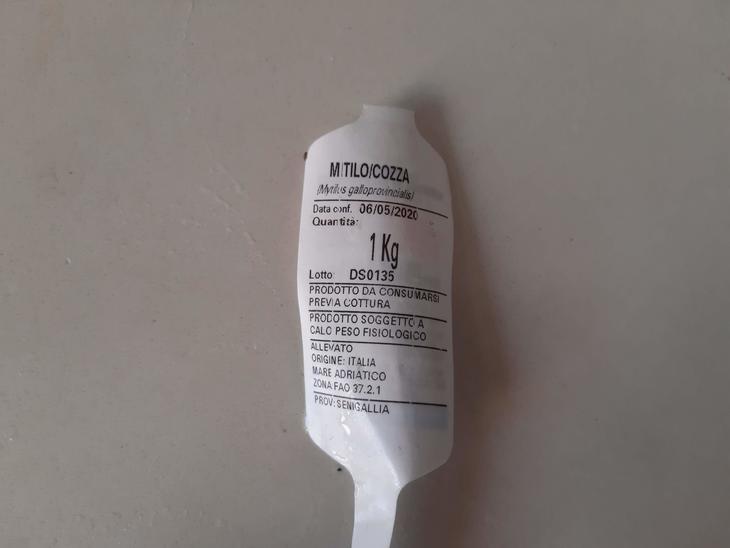 MITILO/COZZA
(Mytilus galloprovincialis)
Data conf. 06/05/2020
Quantità:
1 Kg
Lotto DS0135
PRODOTTO DA CONSUMARSI
PREVIA COTTURA
PRODOTTO SOGGETTO A
CALO PESO FISIOLOGICO
ALLEVATO
ORIGINE: ITALIA
MARE ADRIATICO
ZONA FAO 37.2.1
PROV: SENIGALLIA